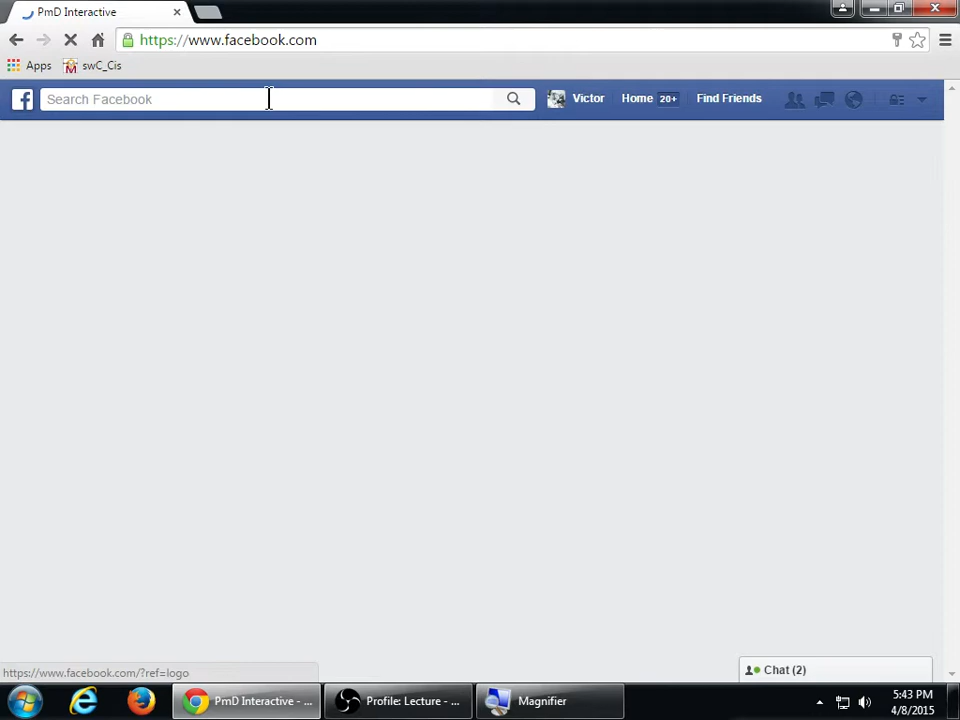 PmD Interactive
https://www.facebook.com
Apps
swC_Cis
f Search Facebook Victor Home 20+ Find Friends
https://www.facebook.com/?ref=logo
Chat (2)
PmD Interactive - ...
Profile: Lecture - ...
Magnifier
5:43 PM
4/8/2015